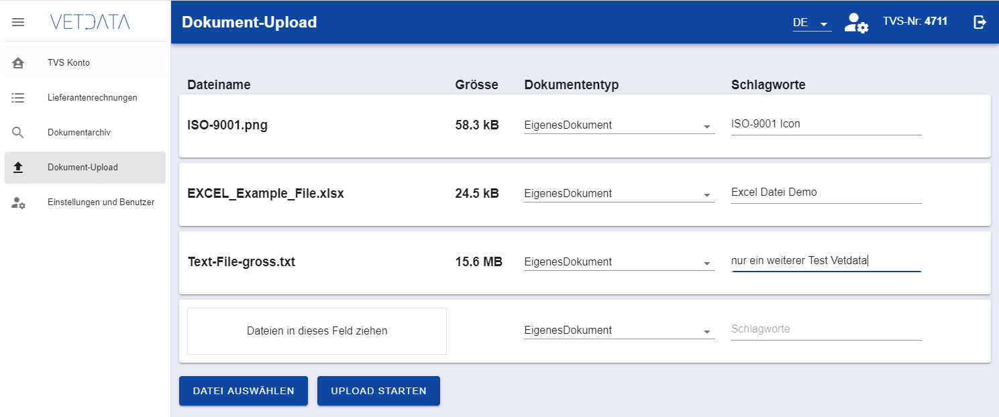 VETDATA
Dokument-Upload
DE
TVS-Nr: 4711
TVS Konto
Lieferantenrechnungen
Dokumentarchiv
Dokument-Upload
Einstellungen und Benutzer
Dateiname Grösse Dokumententyp Schlagworte
ISO-9001.png 58.3 kB EigenesDokument ISO-9001 Icon
EXCEL_Example_File.xlsx 24.5 kB EigenesDokument Excel Datei Demo
Text-File-gross.txt 15.6 MB EigenesDokument nur ein weiterer Test Vetdata
Dateien in dieses Feld ziehen EigenesDokument Schlagworte
DATEI AUSWÄHLEN UPLOAD STARTEN